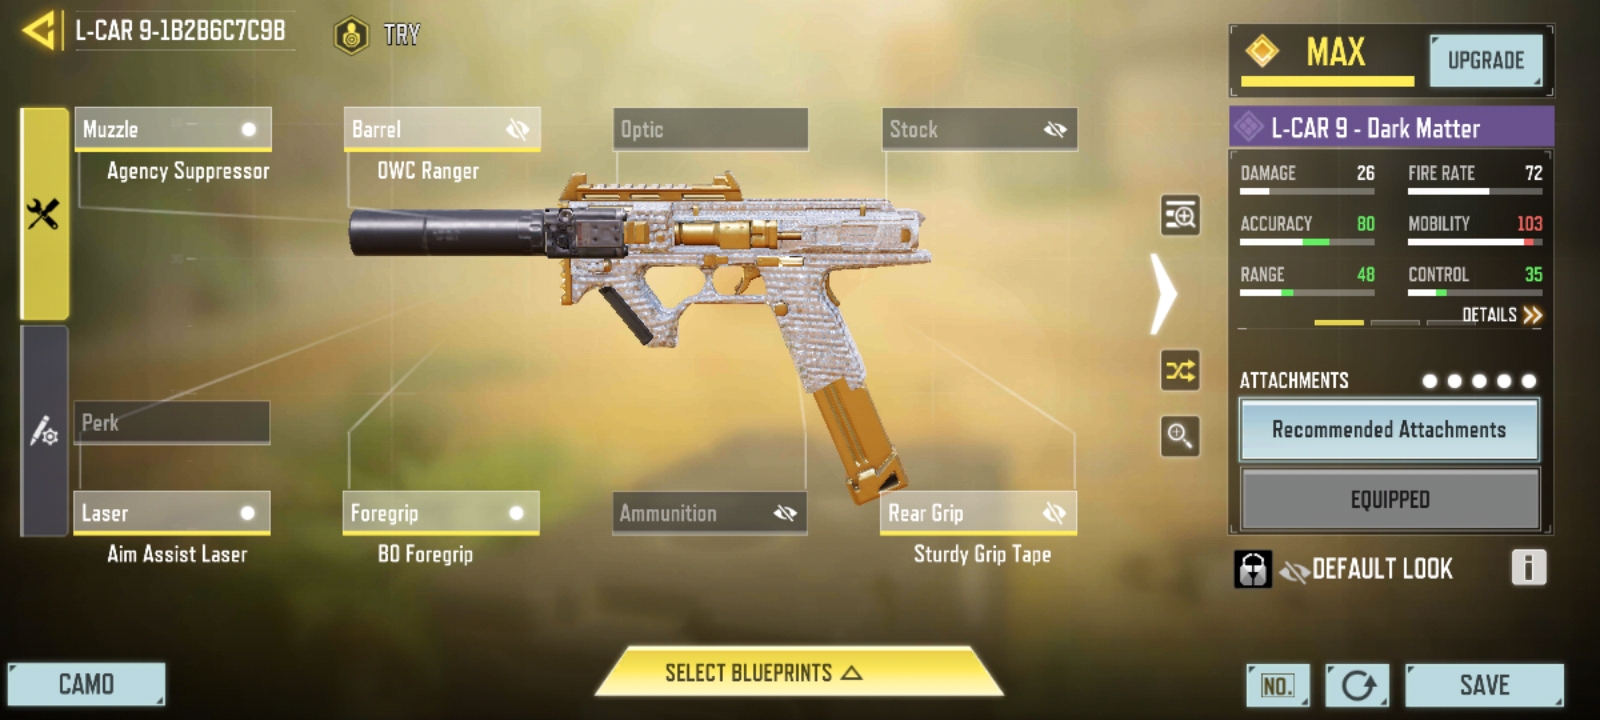 L-CAR 9-1B2B6C7C9B
TRY
MAX
UPGRADE
L-CAR 9 - Dark Matter
Muzzle
Agency Suppressor
Barrel
OWC Ranger
Optic
Stock
DAMAGE 26
FIRE RATE 72
ACCURACY 80
MOBILITY 103
RANGE 48
CONTROL 35
DETAILS
ATTACHMENTS
Recommended Attachments
EQUIPPED
Perk
Laser
Aim Assist Laser
Foregrip
BO Foregrip
Ammunition
Rear Grip
Sturdy Grip Tape
DEFAULT LOOK
i
CAMO
SELECT BLUEPRINTS
NO.
SAVE